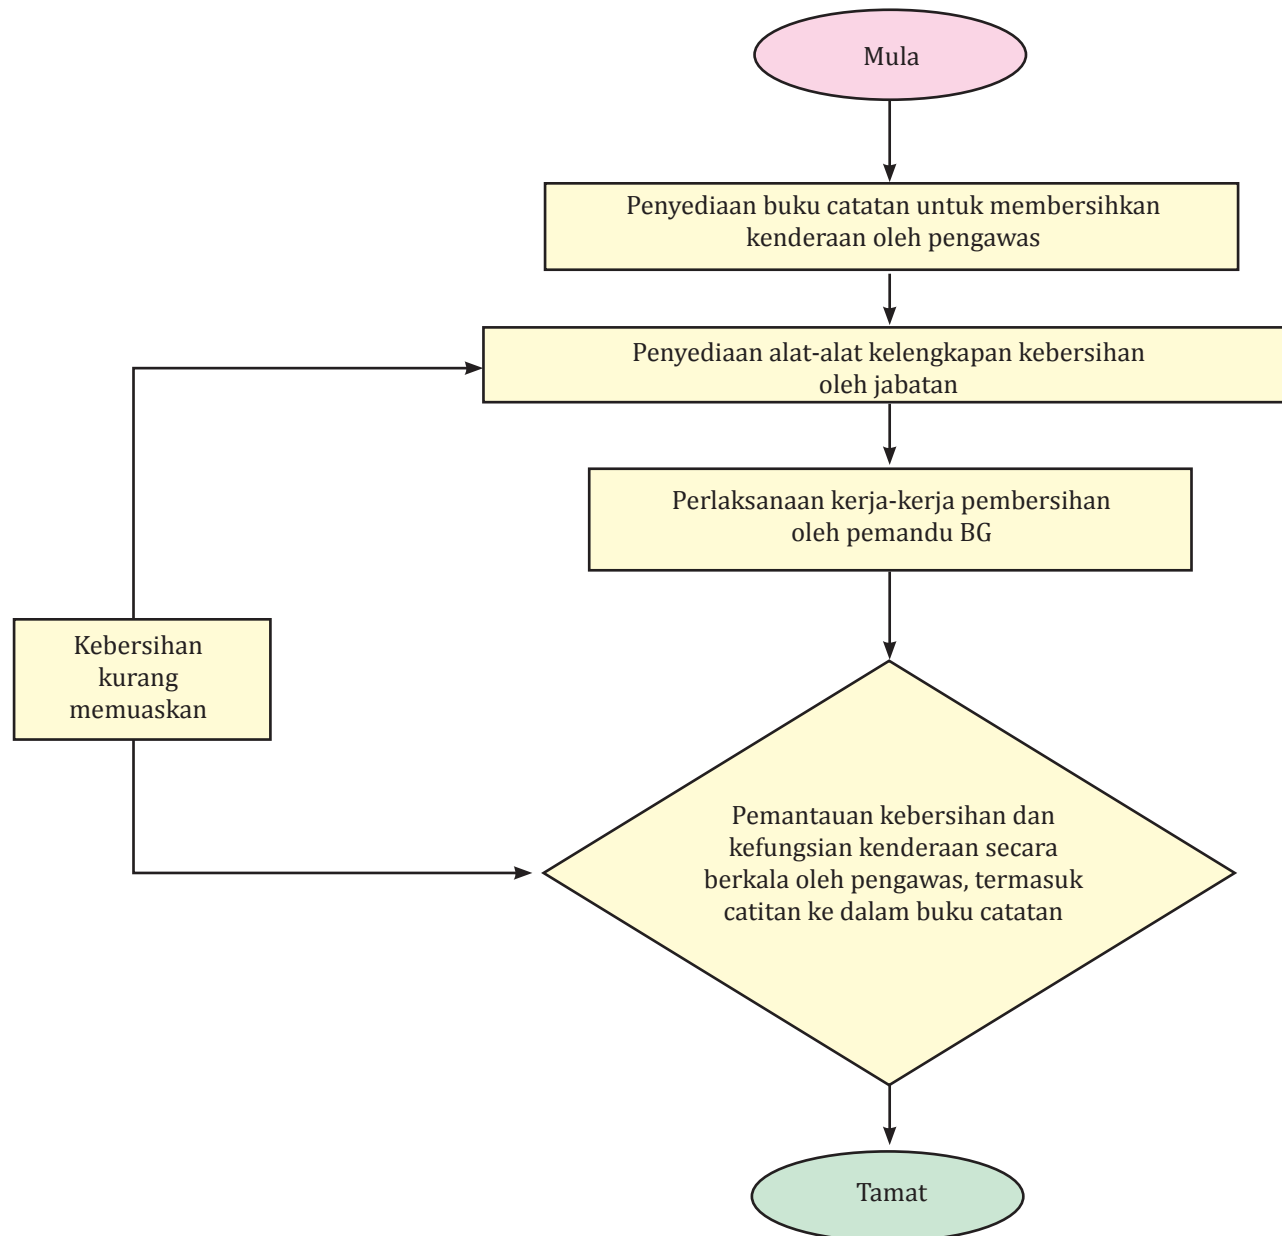 Mula
Penyediaan buku catatan untuk membersihkan
kenderaan oleh pengawas
Penyediaan alat-alat kelengkapan kebersihan
oleh jabatan
Perlaksanaan kerja-kerja pembersihan
oleh pemandu BG
Kebersihan
kurang
memuaskan
Pemantauan kebersihan dan
kefungsian kenderaan secara
berkala oleh pengawas, termasuk
catitan ke dalam buku catatan
Tamat